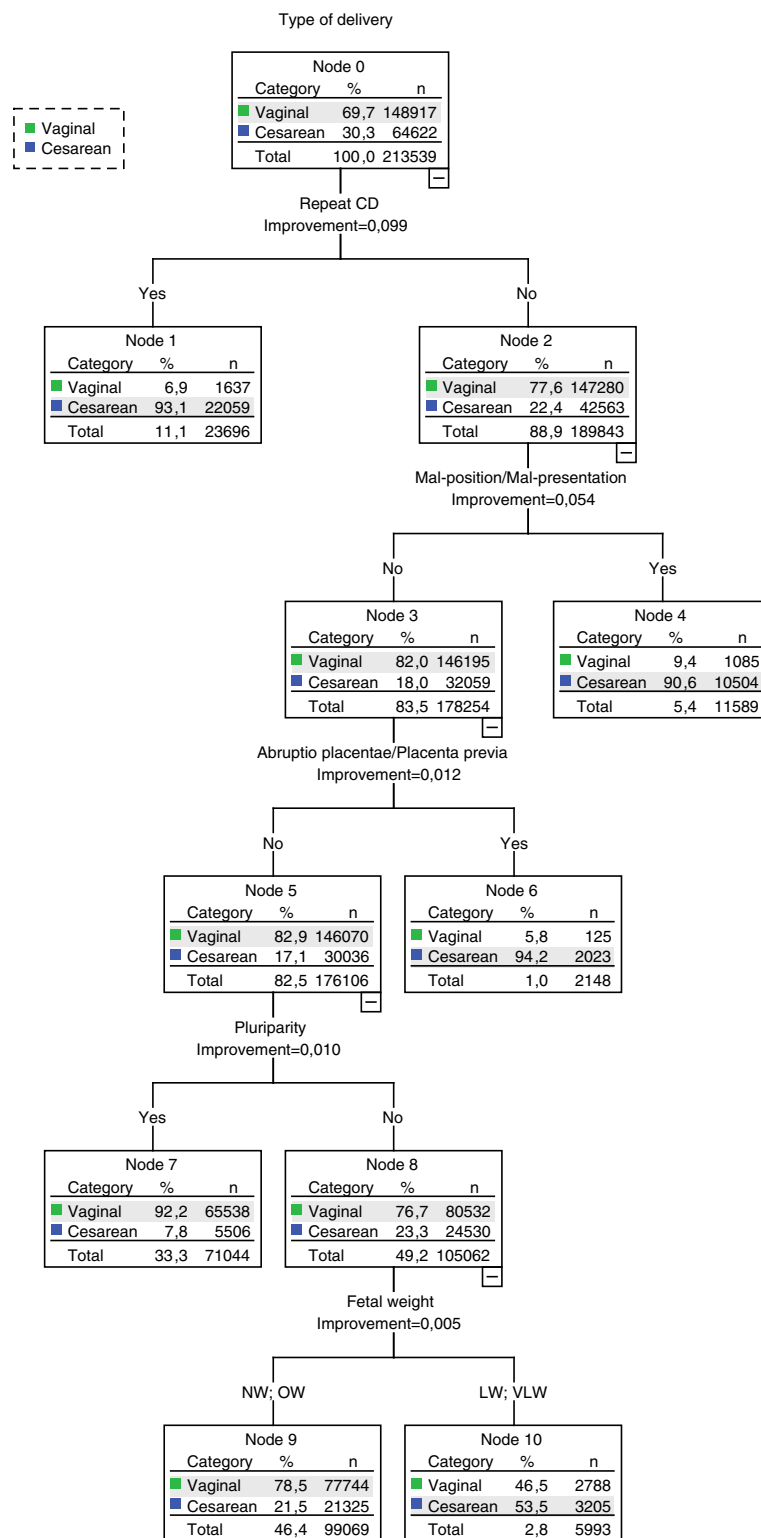 Type of delivery
Vaginal
Cesarean
Node 0
Category % n
Vaginal 69,7 148917
Cesarean 30,3 64622
Total 100,0 213539
Repeat CD
Improvement=0,099
Yes No
Node 1
Category % n
Vaginal 6,9 1637
Cesarean 93,1 22059
Total 11,1 23696
Node 2
Category % n
Vaginal 77,6 147280
Cesarean 22,4 42563
Total 88,9 189843
Mal-position/Mal-presentation
Improvement=0,054
No Yes
Node 3
Category % n
Vaginal 82,0 146195
Cesarean 18,0 32059
Total 83,5 178254
Node 4
Category % n
Vaginal 9,4 1085
Cesarean 90,6 10504
Total 5,4 11589
Abruptio placentae/Placenta previa
Improvement=0,012
No Yes
Node 5
Category % n
Vaginal 82,9 146070
Cesarean 17,1 30036
Total 82,5 176106
Node 6
Category % n
Vaginal 5,8 125
Cesarean 94,2 2023
Total 1,0 2148
Pluriparity
Improvement=0,010
Yes No
Node 7
Category % n
Vaginal 92,2 65538
Cesarean 7,8 5506
Total 33,3 71044
Node 8
Category % n
Vaginal 76,7 80532
Cesarean 23,3 24530
Total 49,2 105062
Fetal weight
Improvement=0,005
NW; OW LW; VLW
Node 9
Category % n
Vaginal 78,5 77744
Cesarean 21,5 21325
Total 46,4 99069
Node 10
Category % n
Vaginal 46,5 2788
Cesarean 53,5 3205
Total 2,8 5993